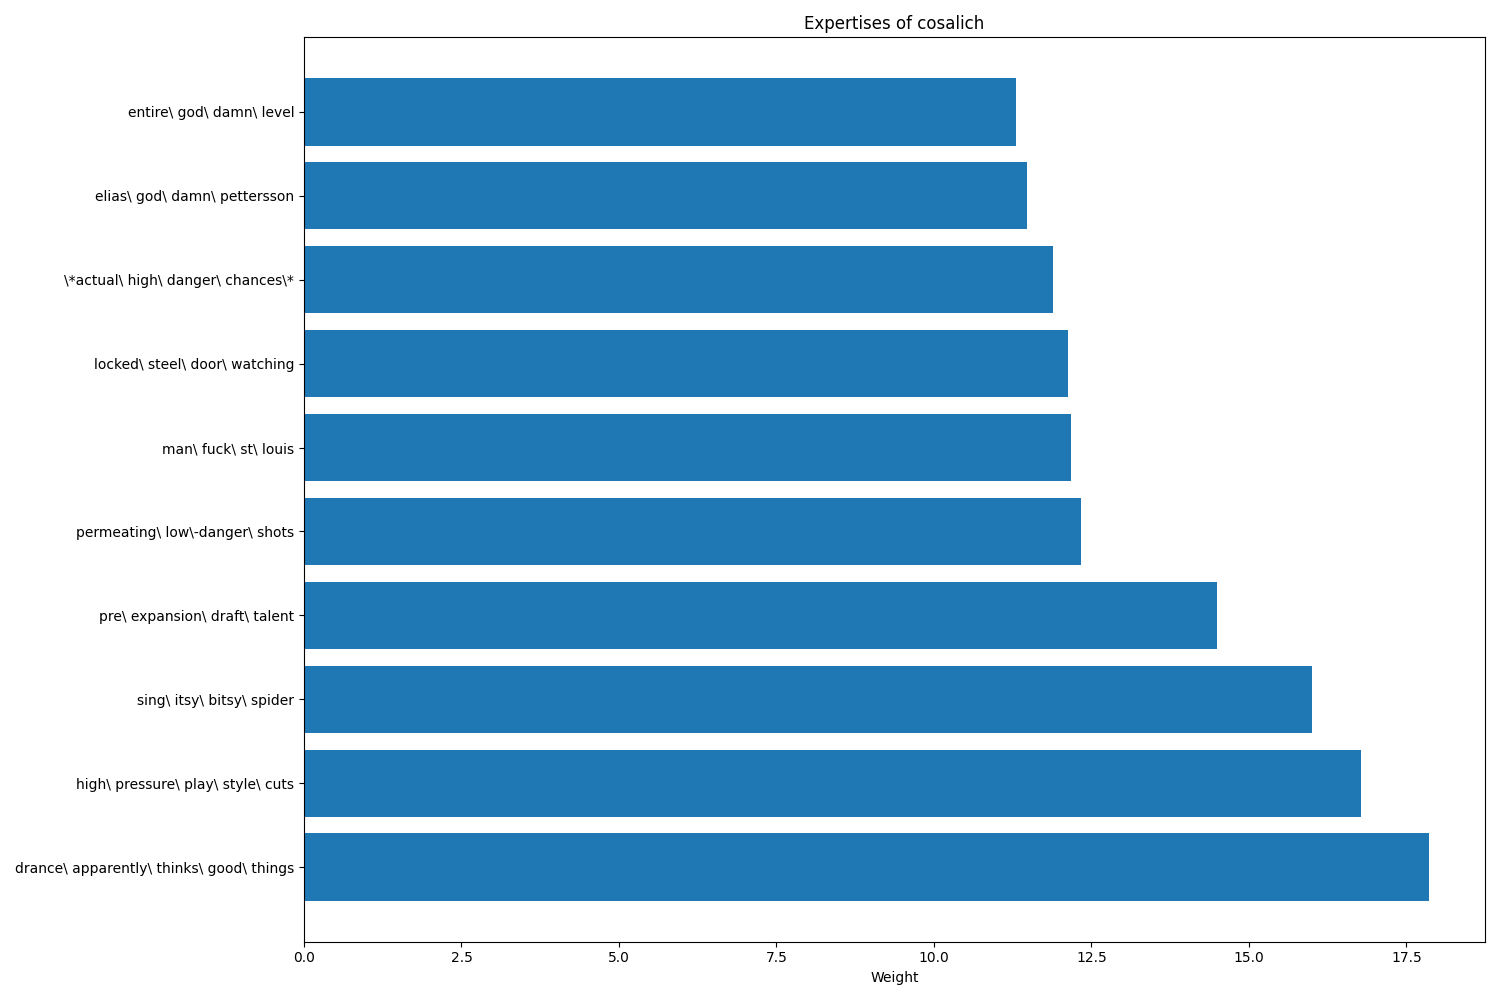 Expertises of cosalich
entire\ god\ damn\ level
elias\ god\ damn\ pettersson
\*actual\ high\ danger\ chances\*
locked\ steel\ door\ watching
man\ fuck\ st\ louis
permeating\ low\-danger\ shots
pre\ expansion\ draft\ talent
sing\ itsy\ bitsy\ spider
high\ pressure\ play\ style\ cuts
drance\ apparently\ thinks\ good\ things
0.0 2.5 5.0 7.5 10.0 12.5 15.0 17.5
Weight